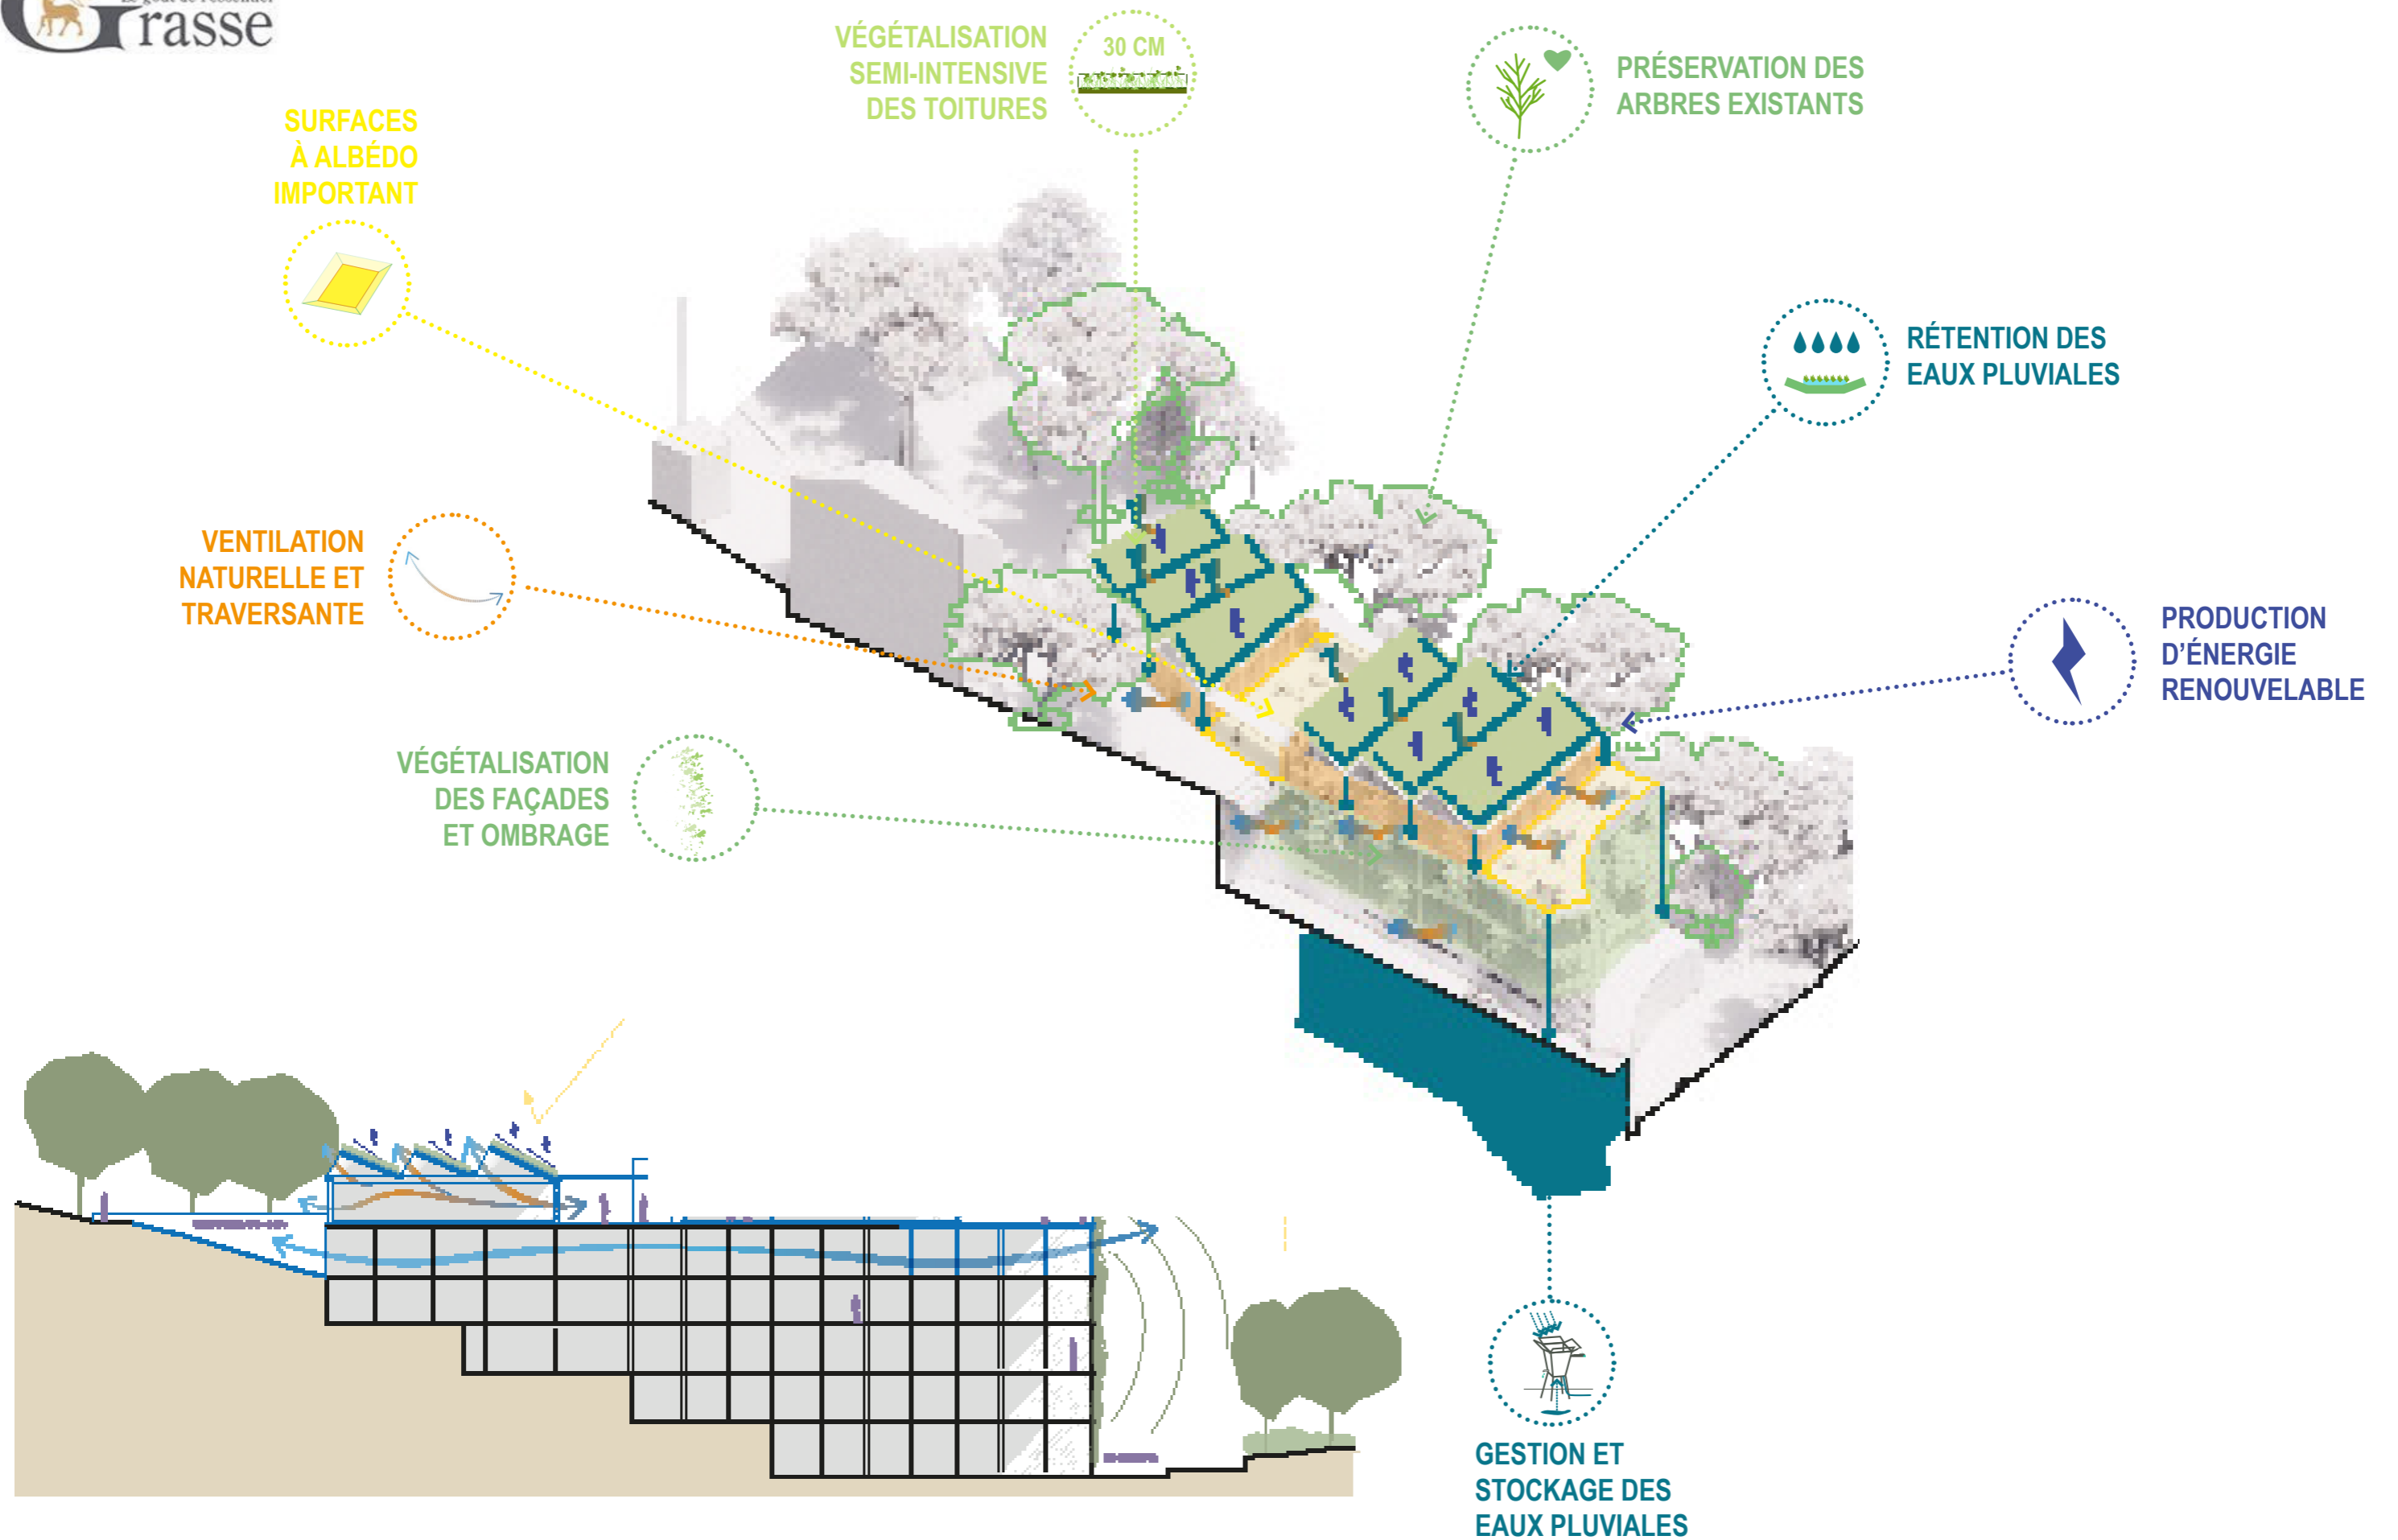 Grasse
VÉGÉTALISATION
SEMI-INTENSIVE
DES TOITURES
30 CM
PRÉSERVATION DES
ARBRES EXISTANTS
SURFACES
À ALBÉDO
IMPORTANT
RÉTENTION DES
EAUX PLUVIALES
VENTILATION
NATURELLE ET
TRAVERSANTE
PRODUCTION
D'ÉNERGIE
RENOUVELABLE
VÉGÉTALISATION
DES FAÇADES
ET OMBRAGE
GESTION ET
STOCKAGE DES
EAUX PLUVIALES